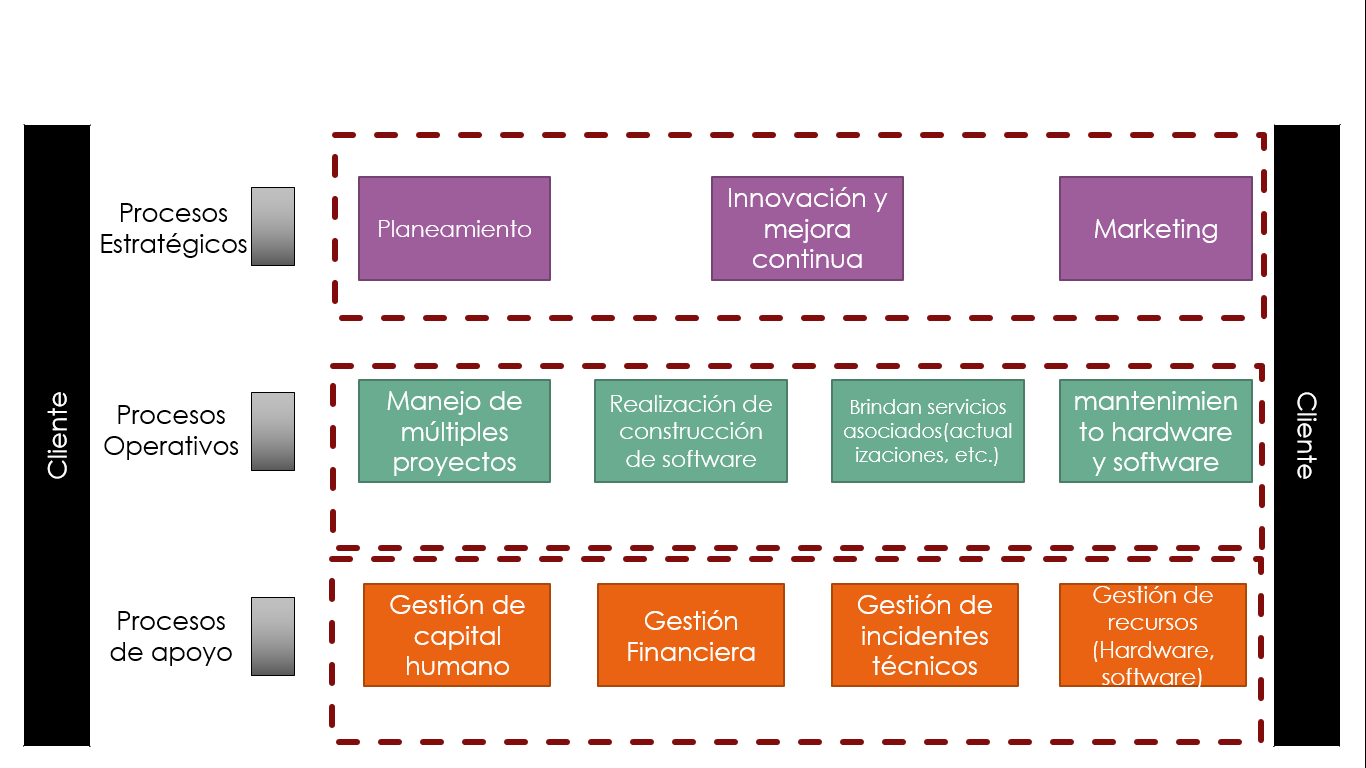 Cliente
Procesos
Estratégicos
Planeamiento
Innovación y
mejora
continua
Marketing
Procesos
Operativos
Manejo de
múltiples
proyectos
Realización de
construcción
de software
Brindan servicios
asociados(actual
izaciones, etc.)
mantenimien
to hardware
y software
Procesos
de apoyo
Gestión de
capital
humano
Gestión
Financiera
Gestión de
incidentes
técnicos
Gestión de
recursos
(Hardware,
software)
Cliente